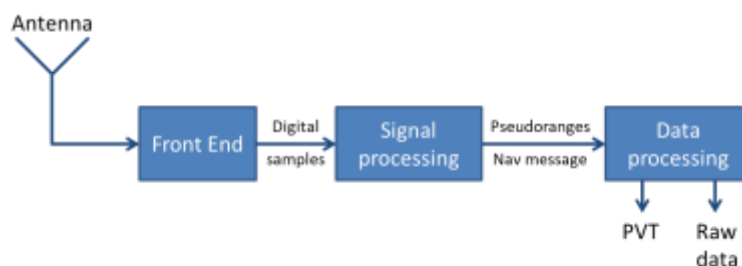 Antenna
Front End
Digital
samples
Signal
processing
Pseudoranges
Nav message
Data
processing
PVT
Raw
data